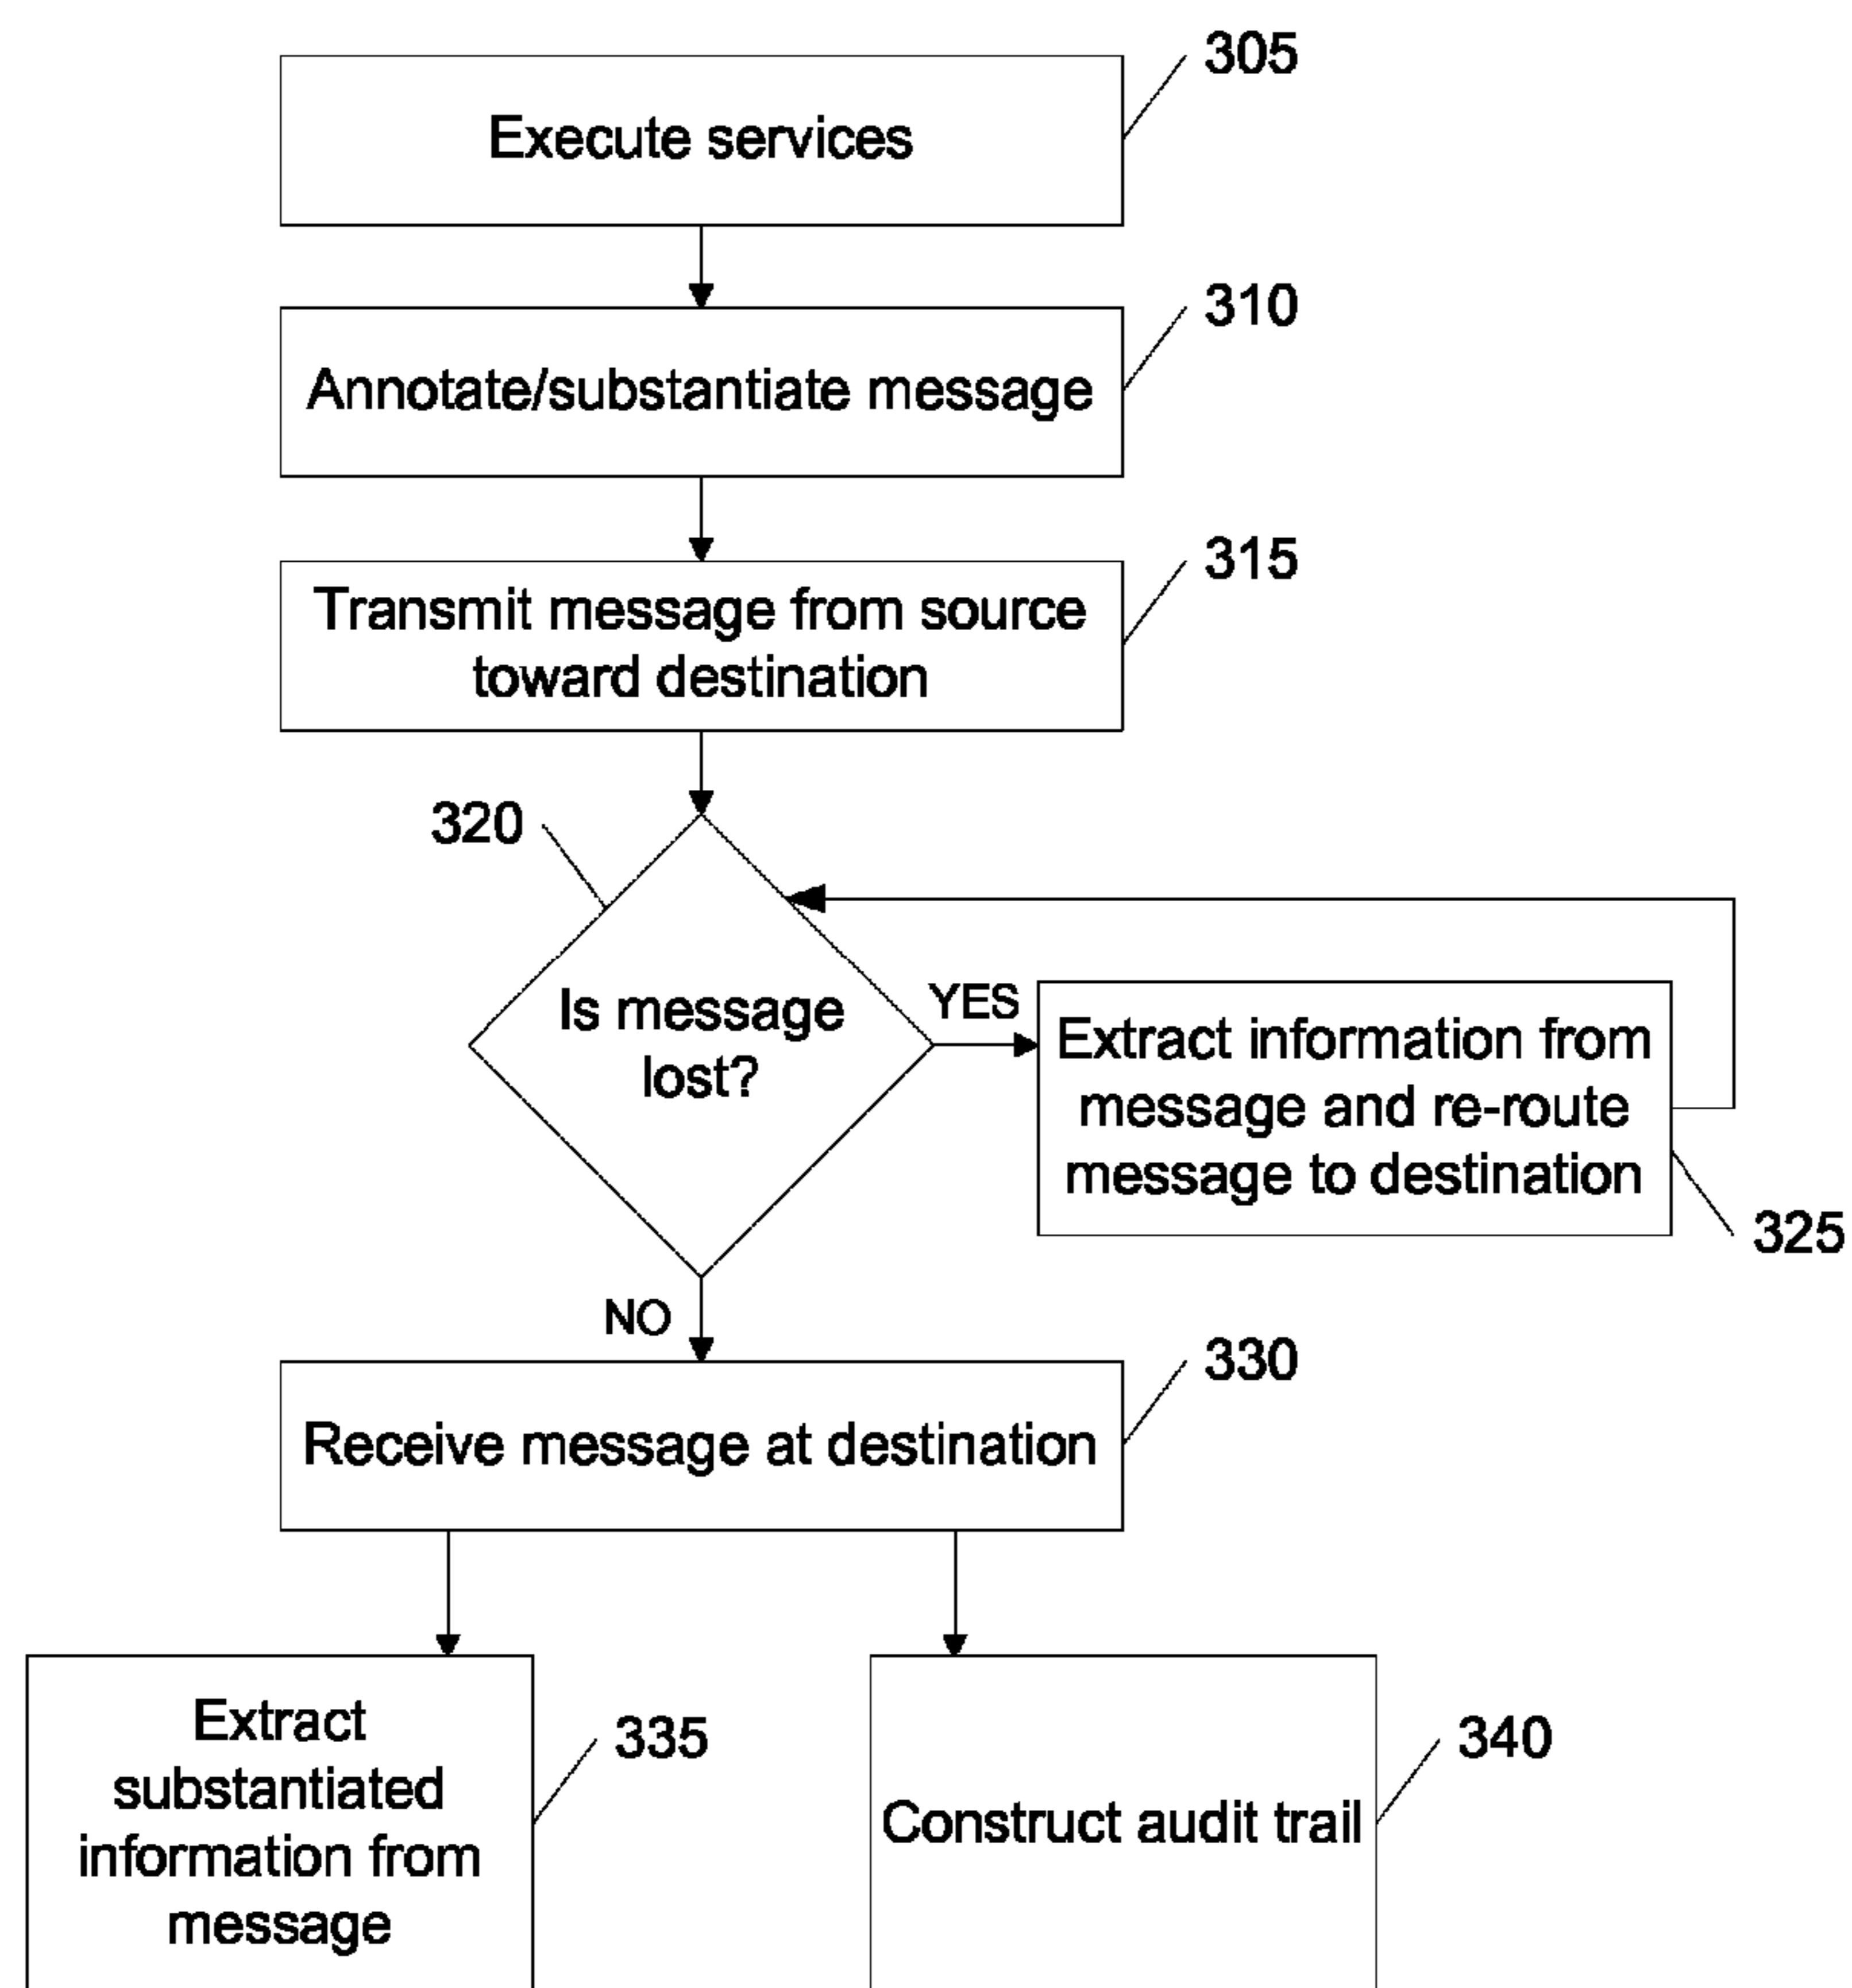 305
Execute services
310
Annotate/substantiate message
315
Transmit message from source
toward destination
320
Is message
lost?
YES
Extract information from
message and re-route
message to destination
325
NO
330
Receive message at destination
Extract
substantiated
information from
message
335
Construct audit trail
340